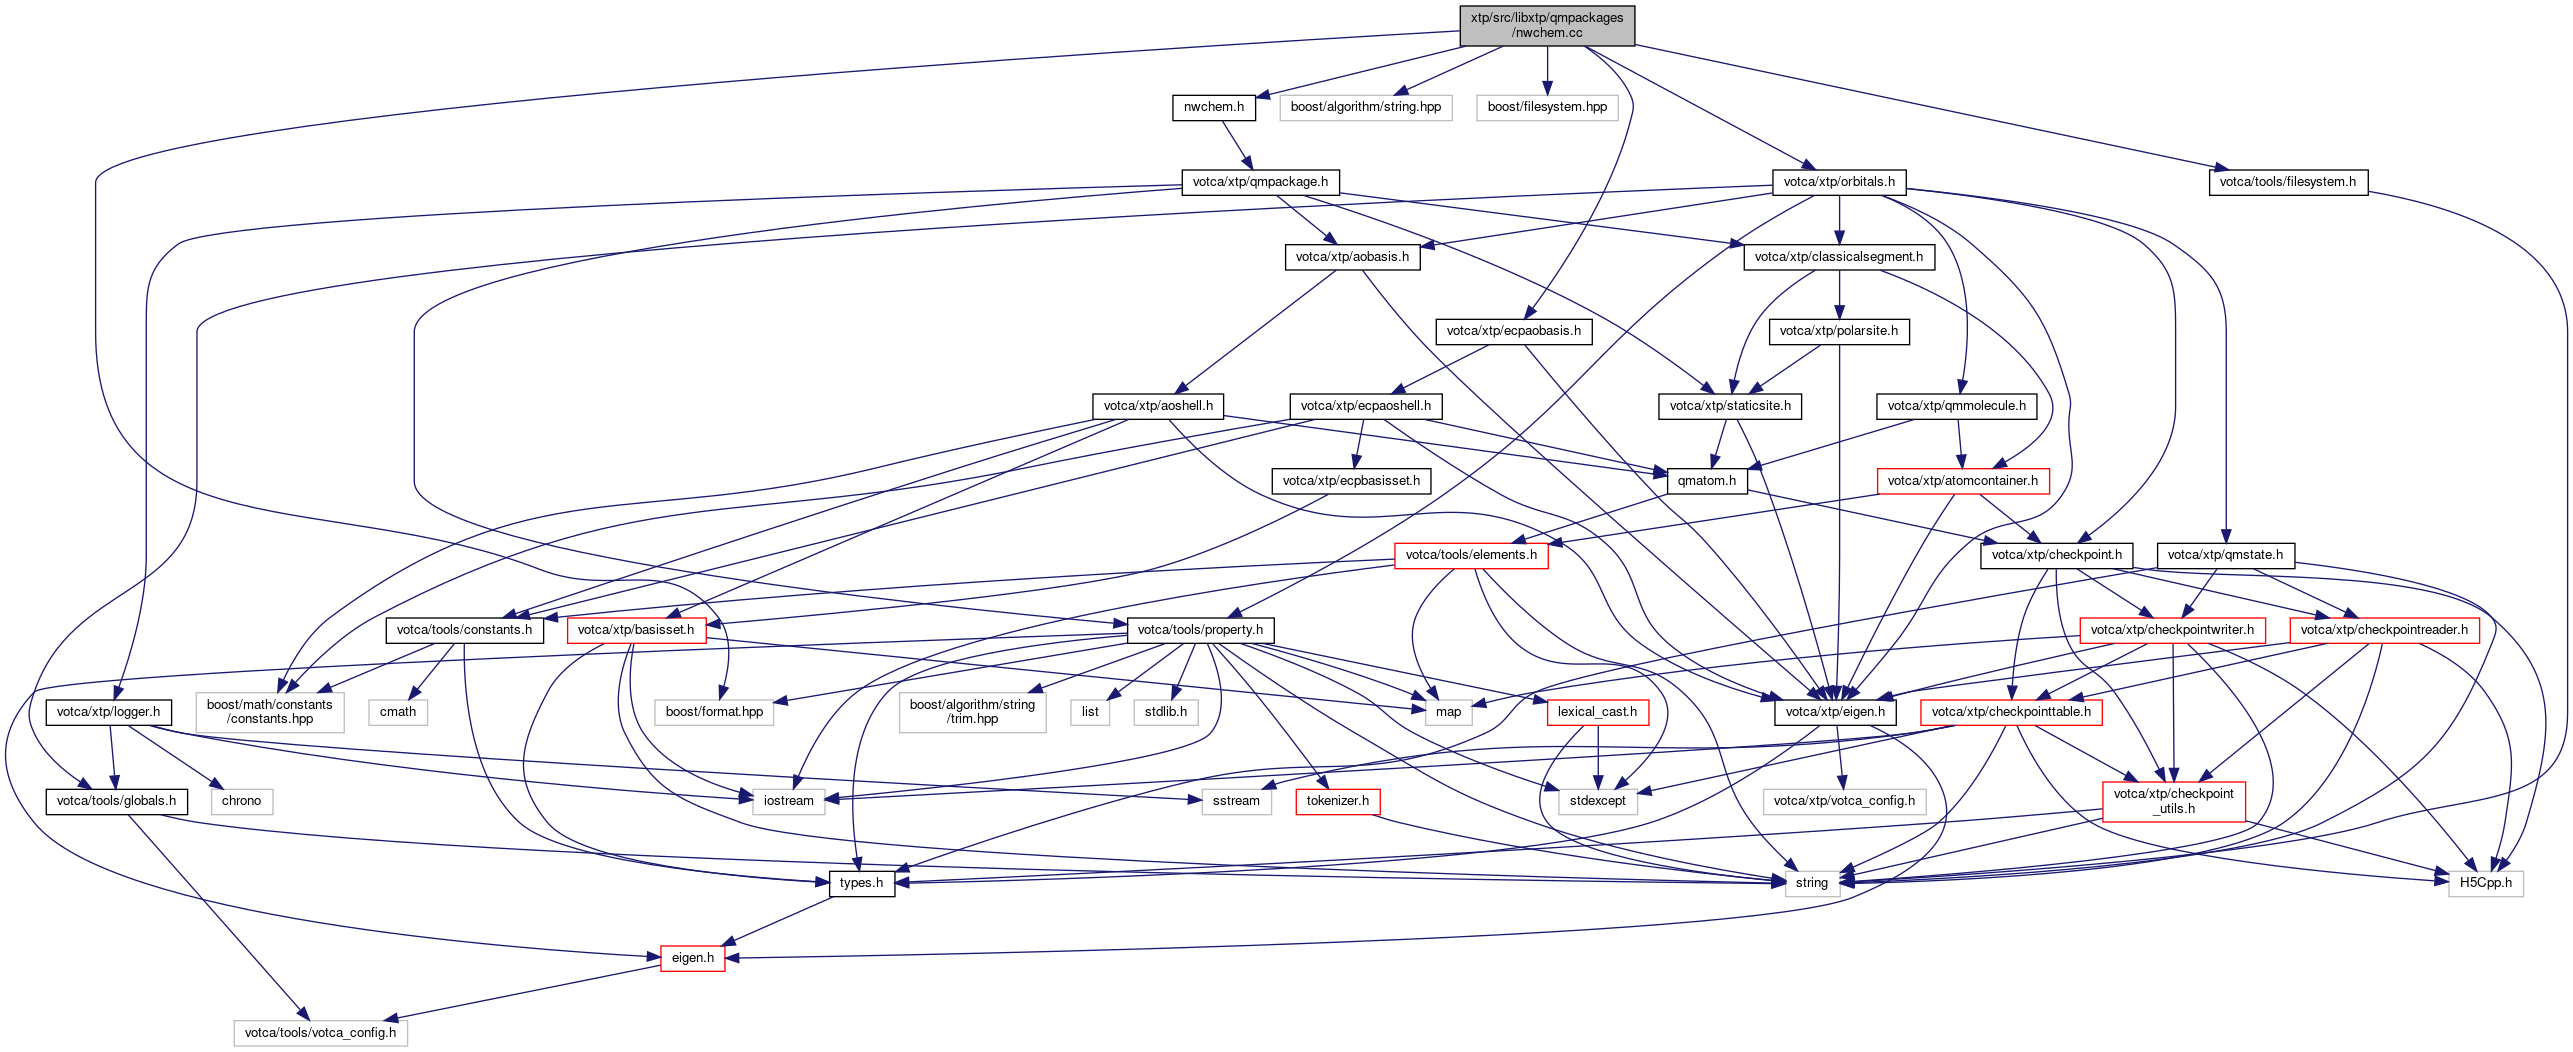 xtp/src/libxtp/qmpackages
/nwchem.cc
nwchem.h
boost/algorithm/string.hpp
boost/filesystem.hpp
votca/xtp/qmpackage.h
votca/xtp/orbitals.h
votca/tools/filesystem.h
votca/xtp/aobasis.h
votca/xtp/classicalsegment.h
votca/xtp/ecpaobasis.h
votca/xtp/polarsite.h
votca/xtp/aoshell.h
votca/xtp/ecpaoshell.h
votca/xtp/staticsite.h
votca/xtp/qmmolecule.h
votca/xtp/ecpbasisset.h
qmatom.h
votca/xtp/atomcontainer.h
votca/tools/elements.h
votca/xtp/checkpoint.h
votca/xtp/qmstate.h
votca/tools/constants.h
votca/xtp/basisset.h
votca/tools/property.h
votca/xtp/checkpointwriter.h
votca/xtp/checkpointreader.h
votca/xtp/logger.h
boost/math/constants
/constants.hpp
cmath
boost/format.hpp
boost/algorithm/string
/trim.hpp
list
stdlib.h
map
lexical_cast.h
votca/xtp/eigen.h
votca/xtp/checkpointtable.h
votca/tools/globals.h
chrono
iostream
sstream
tokenizer.h
stdexcept
votca/xtp/votca_config.h
votca/xtp/checkpoint
_utils.h
types.h
string
H5Cpp.h
eigen.h
votca/tools/votca_config.h